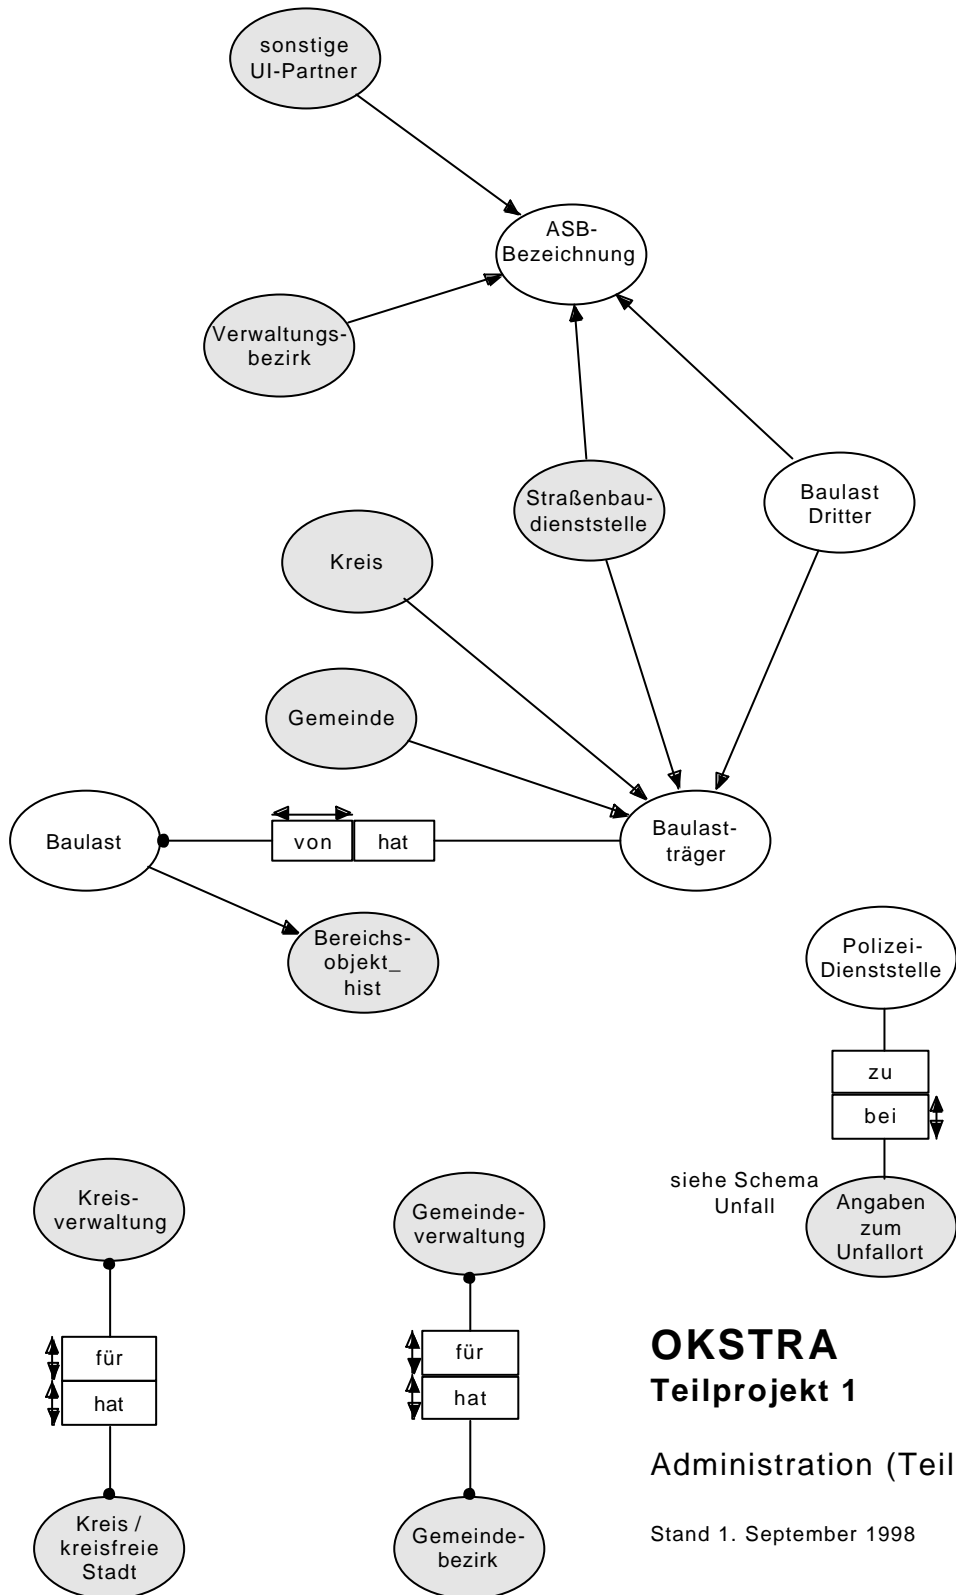 sonstige
UI-Partner
ASB-
Bezeichnung
Verwaltungs-
bezirk
Straßenbau-
dienststelle
Baulast
Dritter
Kreis
Gemeinde
Baulast
von
hat
Baulast-
träger
Bereichs-
objekt_
hist
Polizei-
Dienststelle
zu
bei
siehe Schema
Unfall
Angaben
zum
Unfallort
Kreis-
verwaltung
für
hat
Kreis /
kreisfreie
Stadt
Gemeinde-
verwaltung
für
hat
Gemeinde-
bezirk
OKSTRA
Teilprojekt 1
Administration (Teil
Stand 1. September 1998